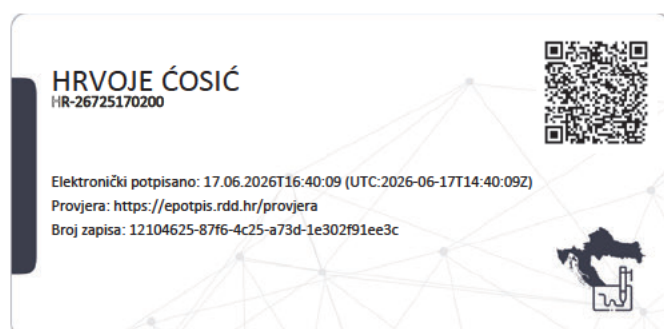 HRVOJE ĆOSIĆ
HR-26725170200
Elektronički potpisano: 17.06.2026T16:40:09 (UTC:2026-06-17T14:40:09Z)
Provjera: https://epotpis.rdd.hr/provjera
Broj zapisa: 12104625-87f6-4c25-a73d-1e302f91ee3c